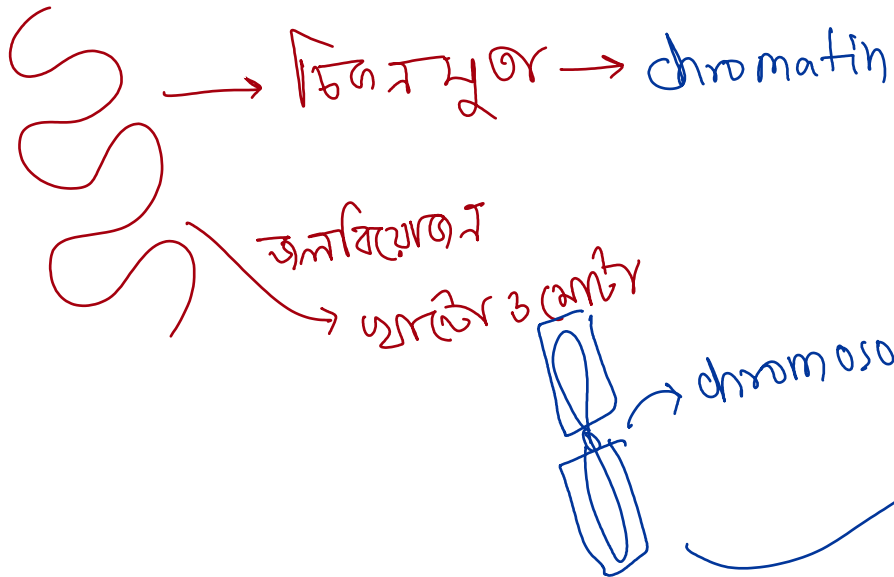 চিকন সুতা → chromatin
জলবিয়োজন
খাটো ও মোটা
chromoso